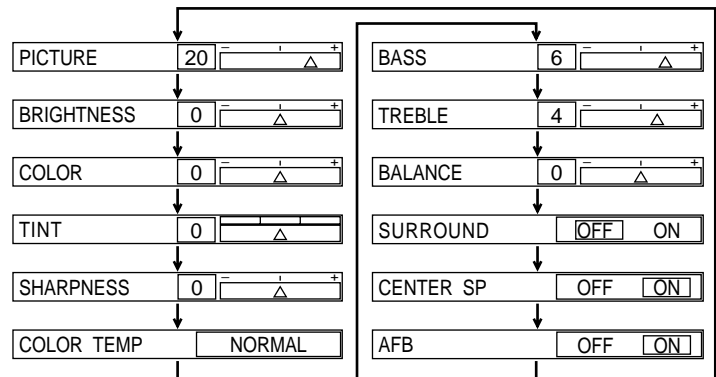 PICTURE 20 – +
BRIGHTNESS 0 – +
COLOR 0 – +
TINT 0
SHARPNESS 0 – +
COLOR TEMP NORMAL
BASS 6 – +
TREBLE 4 – +
BALANCE 0 – +
SURROUND OFF ON
CENTER SP OFF ON
AFB OFF ON